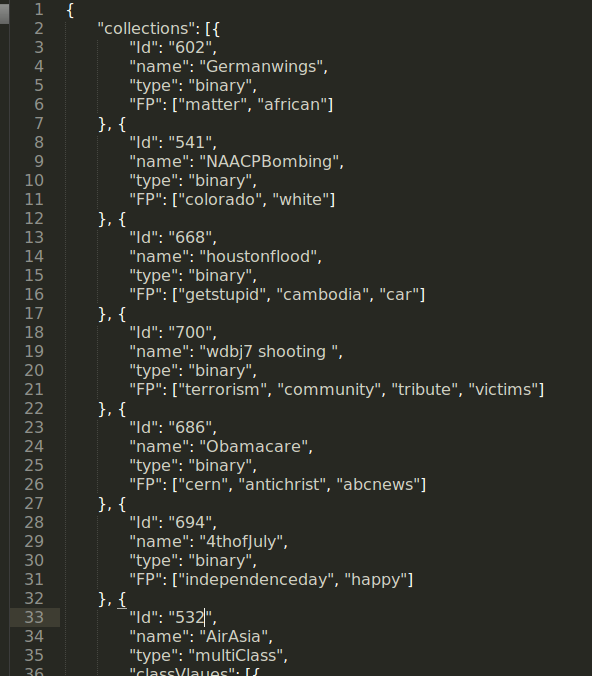 1 {
2 "collections": [{
3 "Id": "602",
4 "name": "Germanwings",
5 "type": "binary",
6 "FP": ["matter", "african"]
7 }, {
8 "Id": "541",
9 "name": "NAACPBombing",
10 "type": "binary",
11 "FP": ["colorado", "white"]
12 }, {
13 "Id": "668",
14 "name": "houstonflood",
15 "type": "binary",
16 "FP": ["getstupid", "cambodia", "car"]
17 }, {
18 "Id": "700",
19 "name": "wdbj7 shooting ",
20 "type": "binary",
21 "FP": ["terrorism", "community", "tribute", "victims"]
22 }, {
23 "Id": "686",
24 "name": "Obamacare",
25 "type": "binary",
26 "FP": ["cern", "antichrist", "abcnews"]
27 }, {
28 "Id": "694",
29 "name": "4thofJuly",
30 "type": "binary",
31 "FP": ["independenceday", "happy"]
32 }, {
33 "Id": "532",
34 "name": "AirAsia",
35 "type": "multiClass",
36 "classVlaues": [{